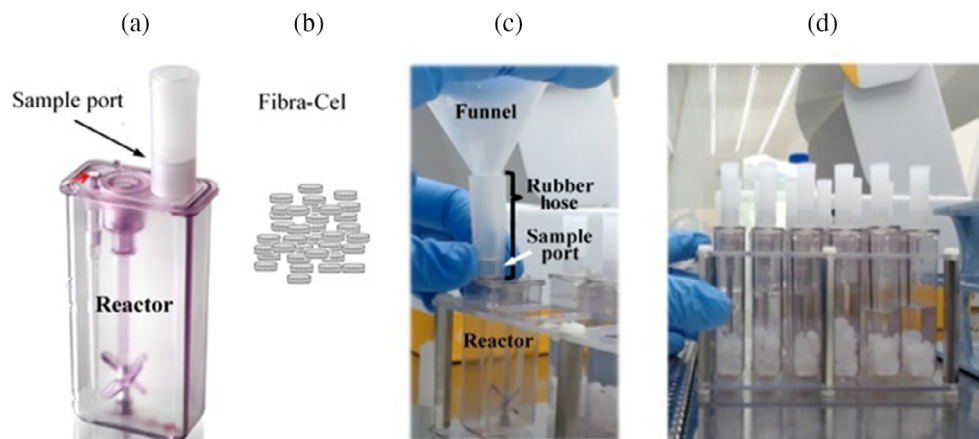 (a)
(b)
(c)
(d)
Sample port
Reactor
Fibra-Cel
Funnel
Rubber
hose
Sample
port
Reactor